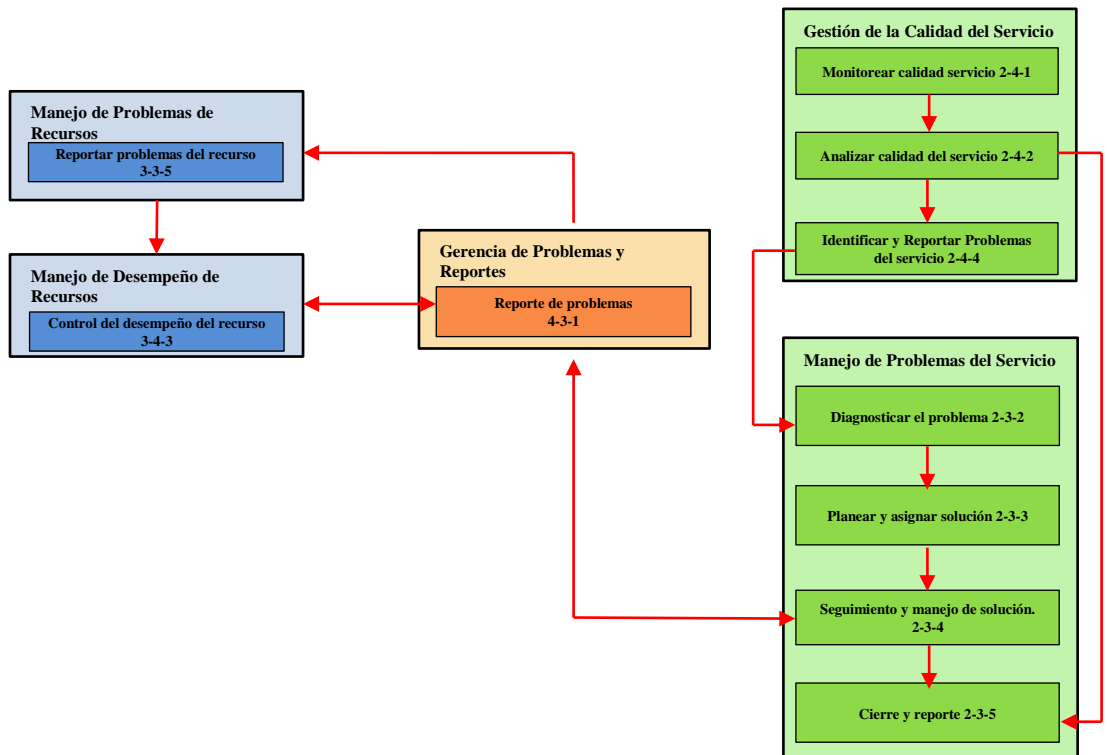 Gestión de la Calidad del Servicio
Monitorear calidad servicio 2-4-1
Analizar calidad del servicio 2-4-2
Identificar y Reportar Problemas
del servicio 2-4-4
Manejo de Problemas de
Recursos
Reportar problemas del recurso
3-3-5
Manejo de Desempeño de
Recursos
Control del desempeño del recurso
3-4-3
Gerencia de Problemas y
Reportes
Reporte de problemas
4-3-1
Manejo de Problemas del Servicio
Diagnosticar el problema 2-3-2
Planear y asignar solución 2-3-3
Seguimiento y manejo de solución.
2-3-4
Cierre y reporte 2-3-5